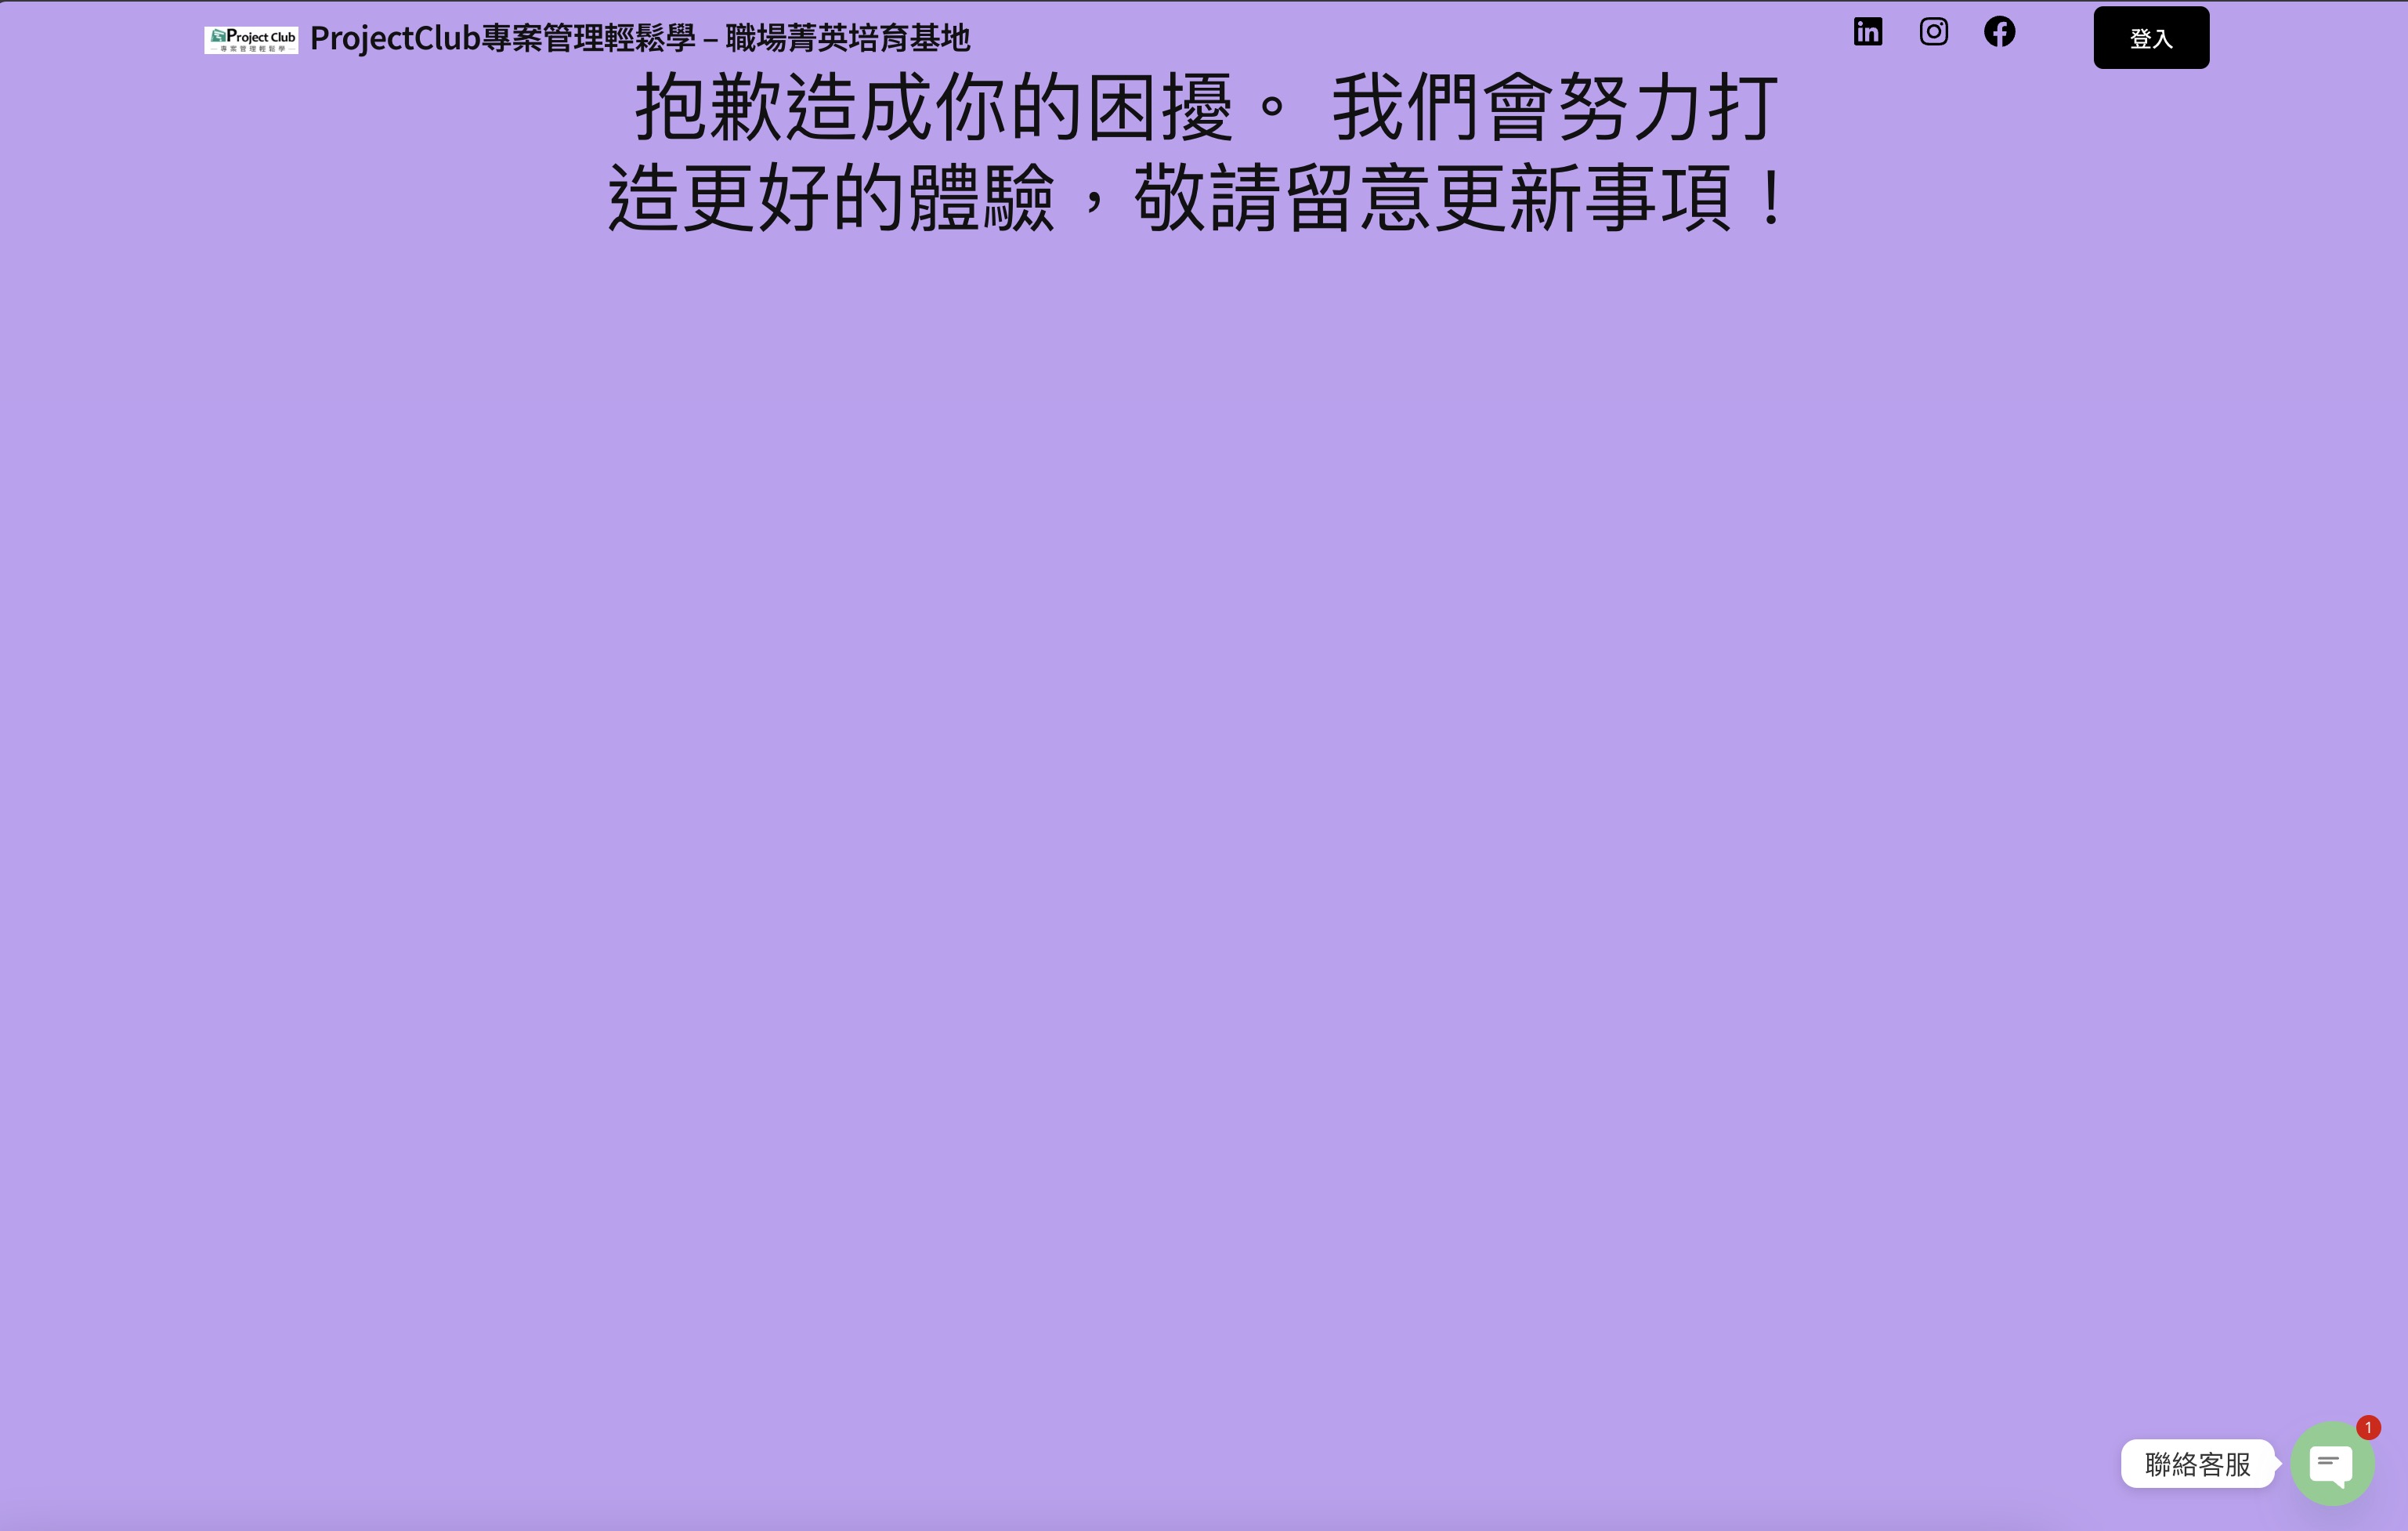 Project Club
專案管理輕鬆學
ProjectClub專案管理輕鬆學 – 職場菁英培育基地
登入
抱歉造成你的困擾。 我們會努力打
造更好的體驗，敬請留意更新事項！
1
聯絡客服